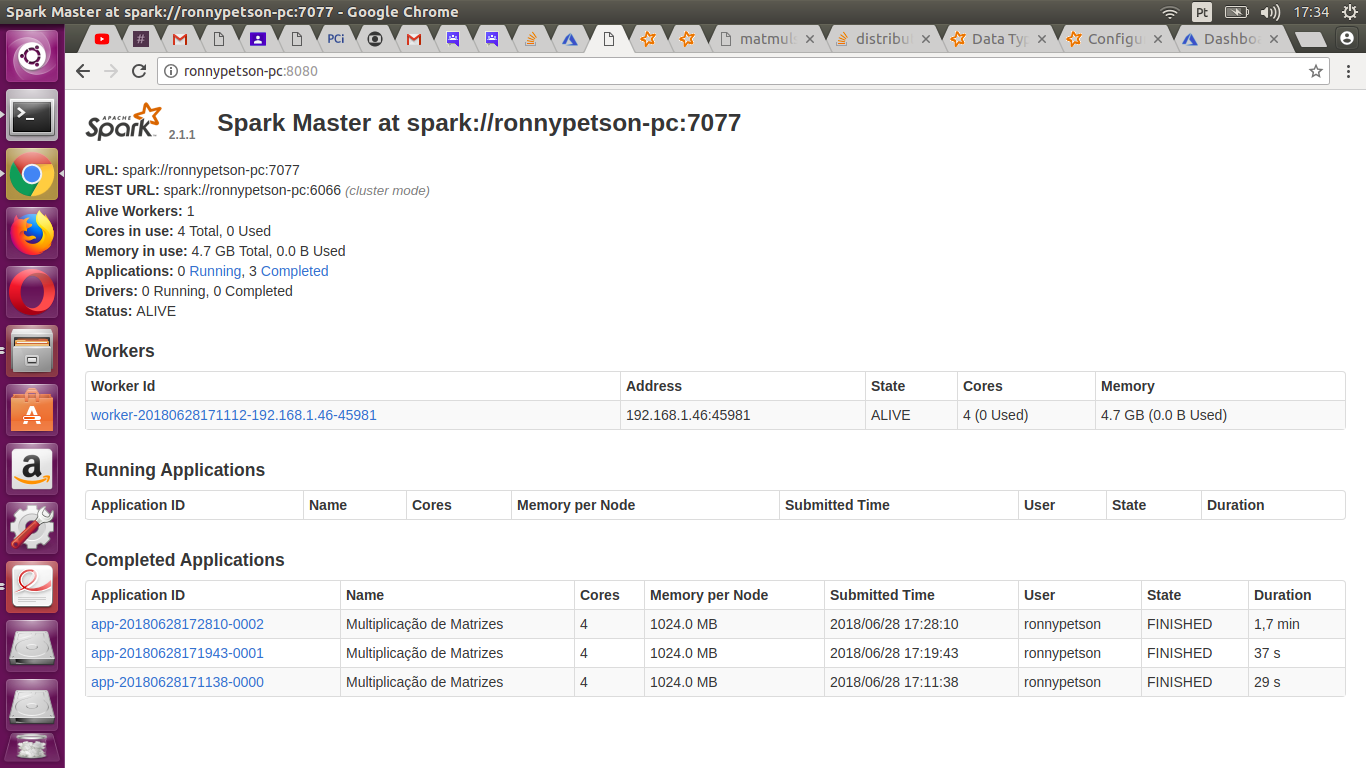 Spark Master at spark://ronnypetson-pc:7077 - Google Chrome
Pt
17:34
#
PCi
matmul
distribu
Data Typ
Configu
Dashbo
ronnypetson-pc:8080
APACHE
Spark 2.1.1
Spark Master at spark://ronnypetson-pc:7077
URL: spark://ronnypetson-pc:7077
REST URL: spark://ronnypetson-pc:6066 (cluster mode)
Alive Workers: 1
Cores in use: 4 Total, 0 Used
Memory in use: 4.7 GB Total, 0.0 B Used
Applications: 0 Running, 3 Completed
Drivers: 0 Running, 0 Completed
Status: ALIVE
Workers
Worker Id Address State Cores Memory
worker-20180628171112-192.168.1.46-45981 192.168.1.46:45981 ALIVE 4 (0 Used) 4.7 GB (0.0 B Used)
Running Applications
Application ID Name Cores Memory per Node Submitted Time User State Duration
Completed Applications
Application ID Name Cores Memory per Node Submitted Time User State Duration
app-20180628172810-0002 Multiplicação de Matrizes 4 1024.0 MB 2018/06/28 17:28:10 ronnypetson FINISHED 1,7 min
app-20180628171943-0001 Multiplicação de Matrizes 4 1024.0 MB 2018/06/28 17:19:43 ronnypetson FINISHED 37 s
app-20180628171138-0000 Multiplicação de Matrizes 4 1024.0 MB 2018/06/28 17:11:38 ronnypetson FINISHED 29 s